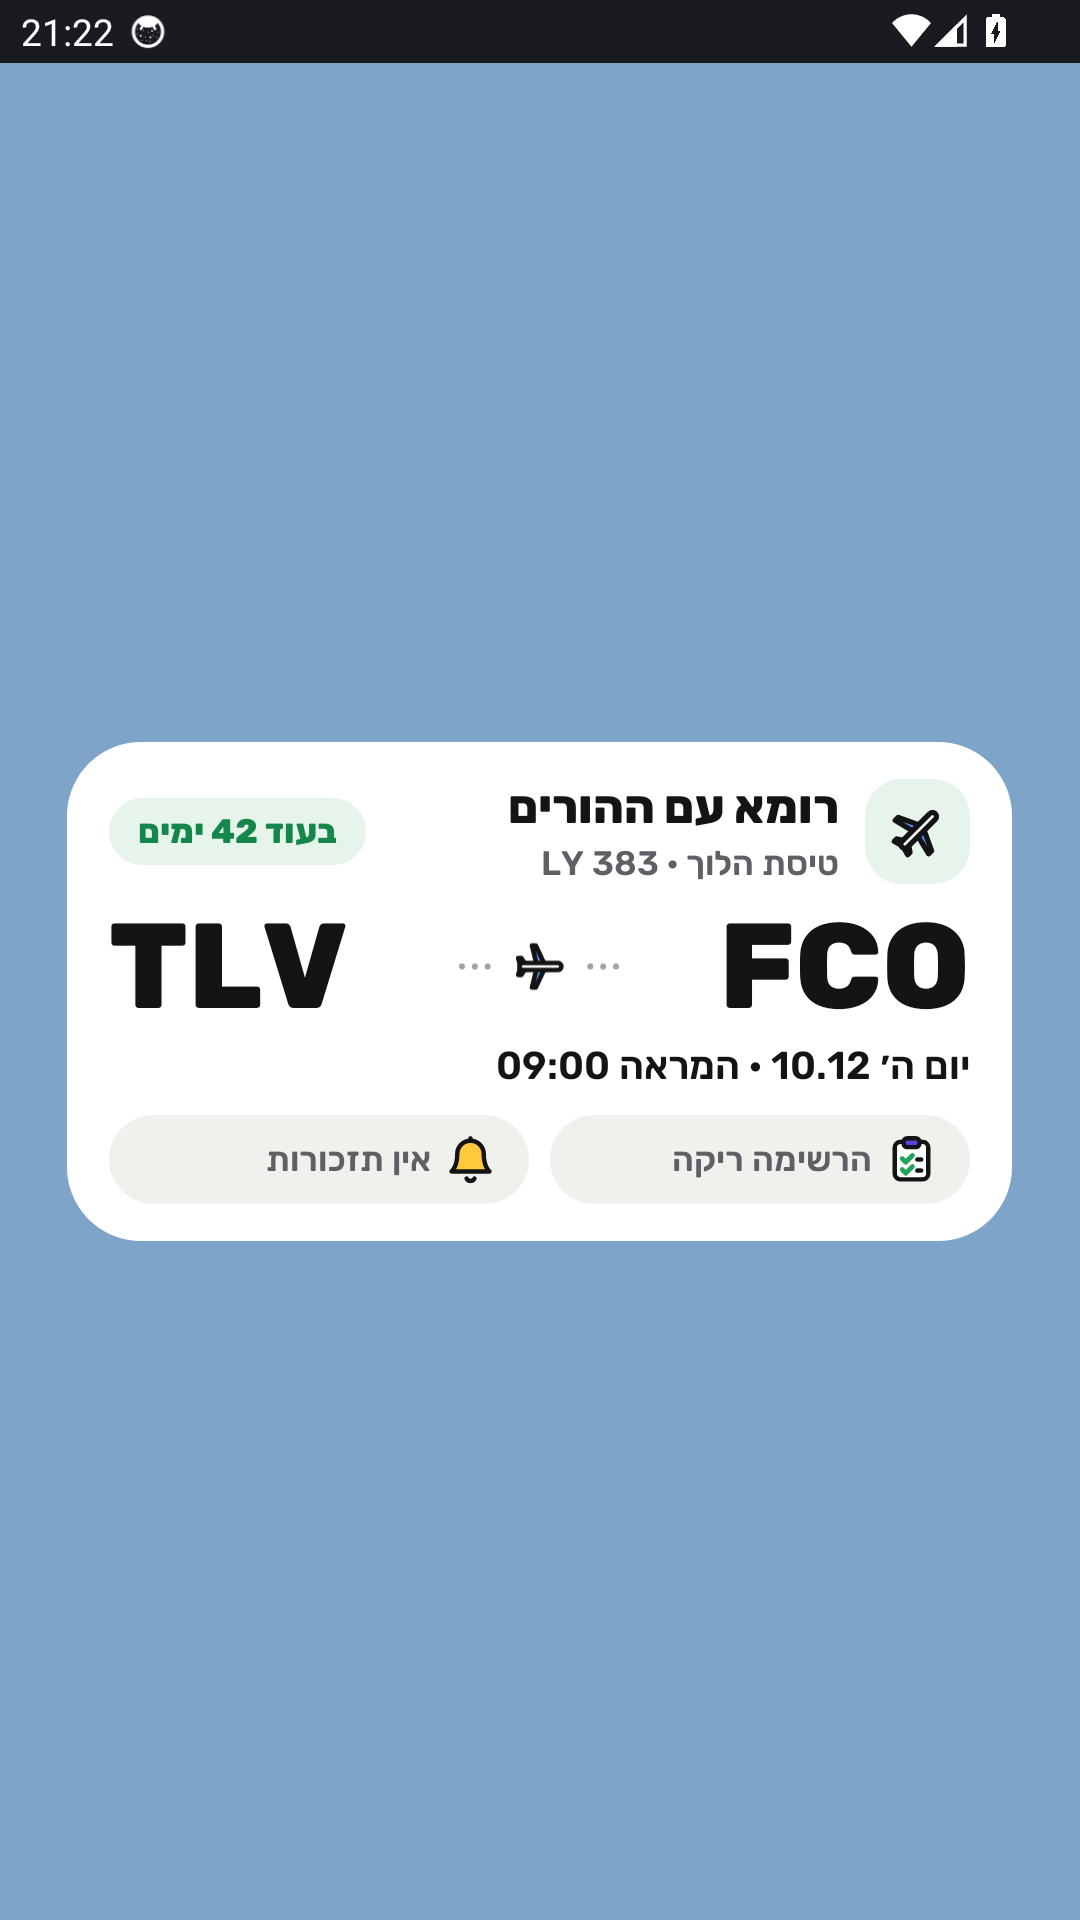 21:22
רומא עם ההורים
טיסת הלוך • LY 383
בעוד 42 ימים
TLV ••• ••• FCO
יום ה׳ 10.12 • המראה 09:00
הרשימה ריקה
אין תזכורות